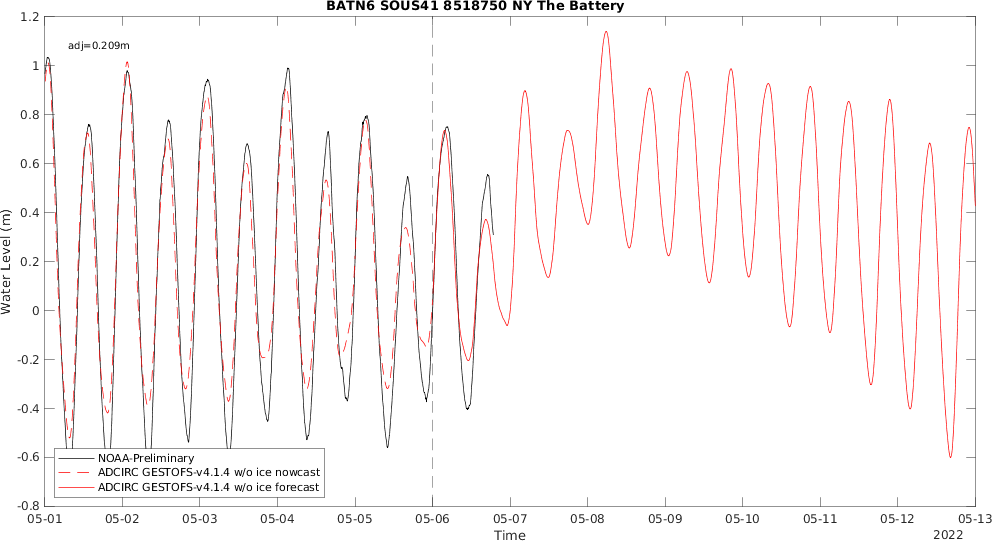 BATN6 SOUS41 8518750 NY The Battery
adj=0.209m
Water Level (m)
1.2
1
0.8
0.6
0.4
0.2
0
-0.2
-0.4
-0.6
-0.8
NOAA-Preliminary
ADCIRC GESTOFS-v4.1.4 w/o ice nowcast
ADCIRC GESTOFS-v4.1.4 w/o ice forecast
05-01 05-02 05-03 05-04 05-05 05-06 05-07 05-08 05-09 05-10 05-11 05-12 05-13
Time
2022